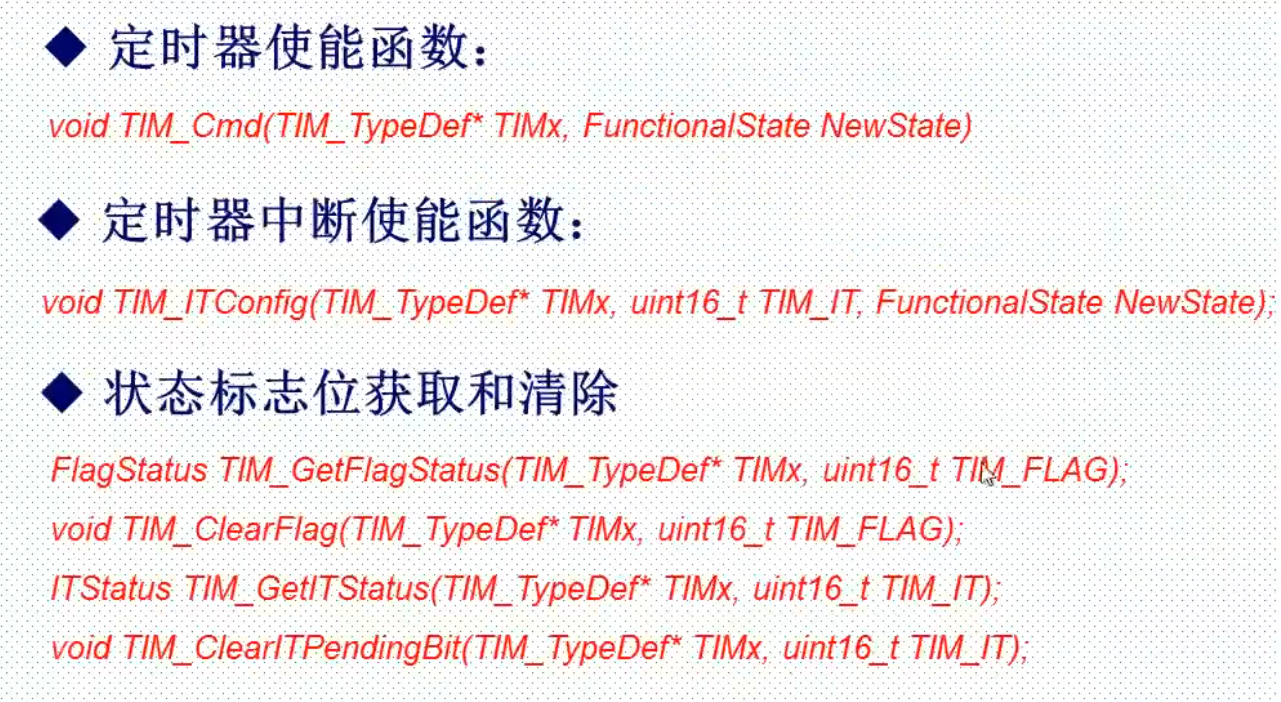 ◆ 定时器使能函数：
void TIM_Cmd(TIM_TypeDef* TIMx, FunctionalState NewState)
◆ 定时器中断使能函数：
void TIM_ITConfig(TIM_TypeDef* TIMx, uint16_t TIM_IT, FunctionalState NewState);
◆ 状态标志位获取和清除
FlagStatus TIM_GetFlagStatus(TIM_TypeDef* TIMx, uint16_t TIM_FLAG);
void TIM_ClearFlag(TIM_TypeDef* TIMx, uint16_t TIM_FLAG);
ITStatus TIM_GetITStatus(TIM_TypeDef* TIMx, uint16_t TIM_IT);
void TIM_ClearITPendingBit(TIM_TypeDef* TIMx, uint16_t TIM_IT);